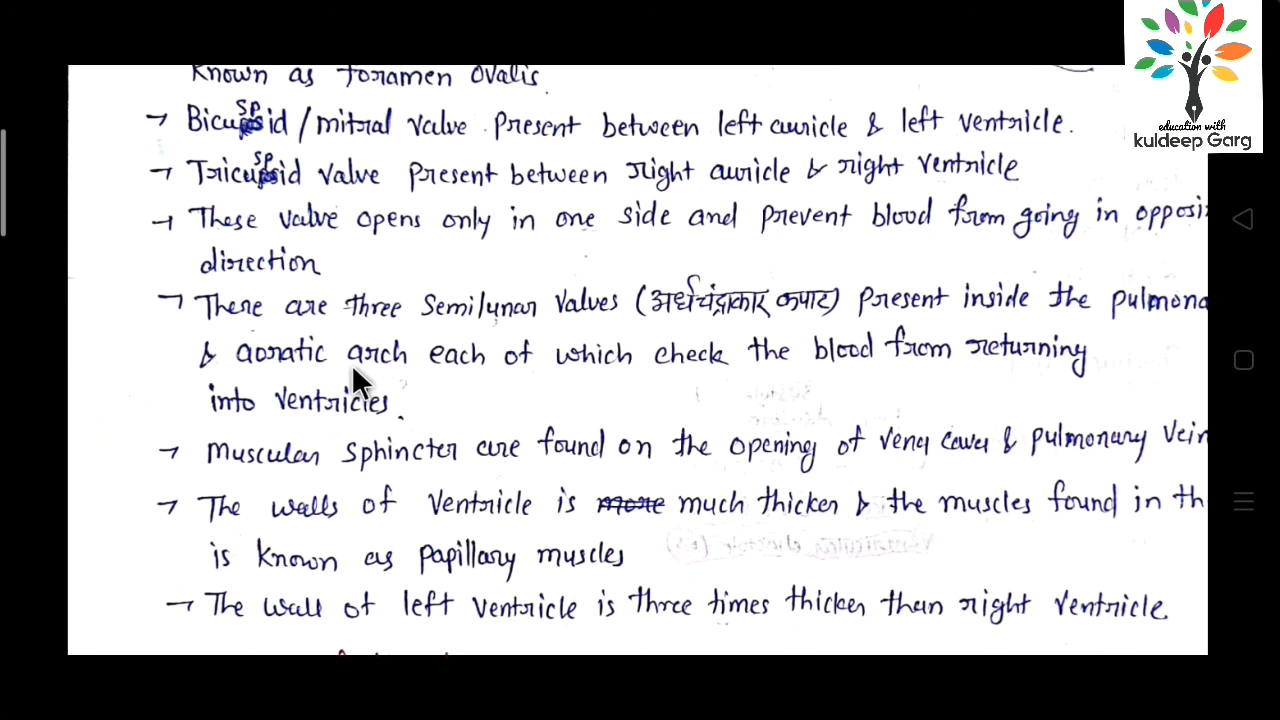 known as foramen ovalis.
→ Bicuspid / mitral valve present between left auricle & left ventricle.
→ Tricuspid valve present between right auricle & right ventricle
→ These valve opens only in one side and prevent blood from going in opposi
direction
→ There are three semilunar valves (अर्धचंद्राकार कपाट) present inside the pulmona
& aoratic arch each of which check the blood from returning
into ventricles.
→ Muscular sphincter are found on the opening of vena cava & pulmonary vein
→ The walls of ventricle is more much thicker & the muscles found in th
is known as papillary muscles
→ The wall of left ventricle is three times thicker than right ventricle
education with
kuldeep Garg